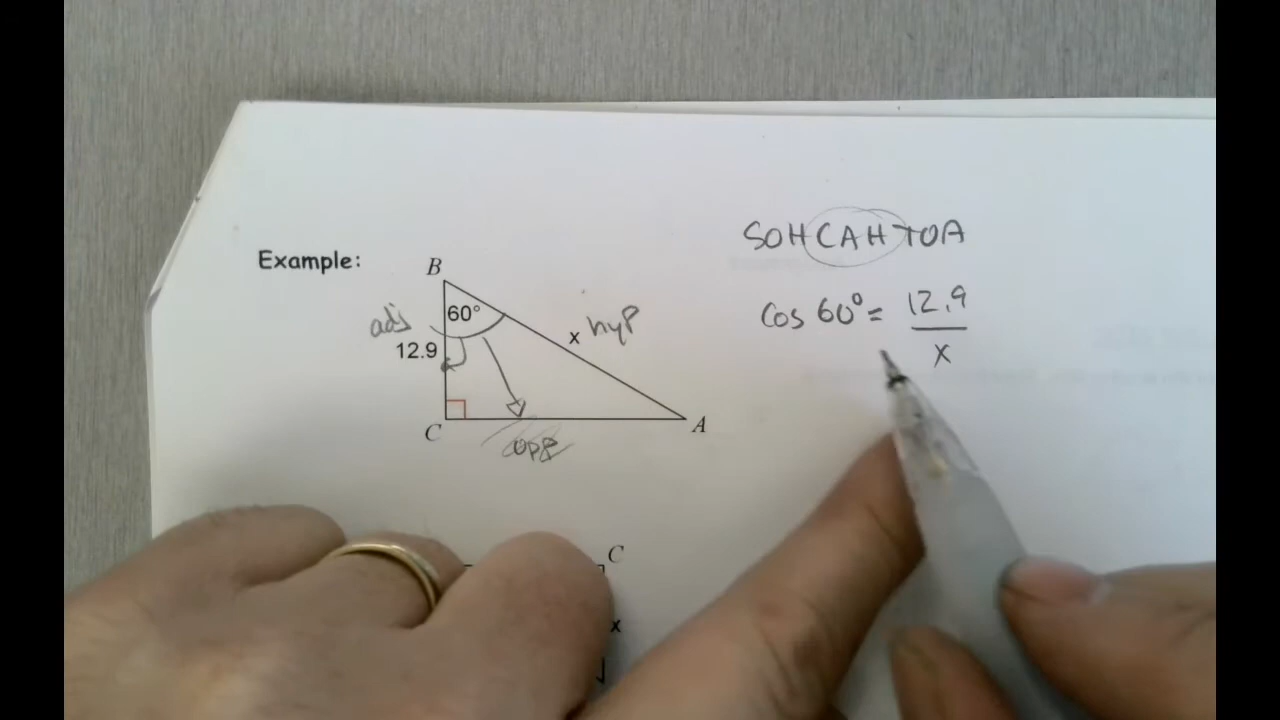 SOHCAHTOA
Example:
B
60°
adj
12.9
x hyp
C
A
opp
cos 60° = 12.9
x
C
x